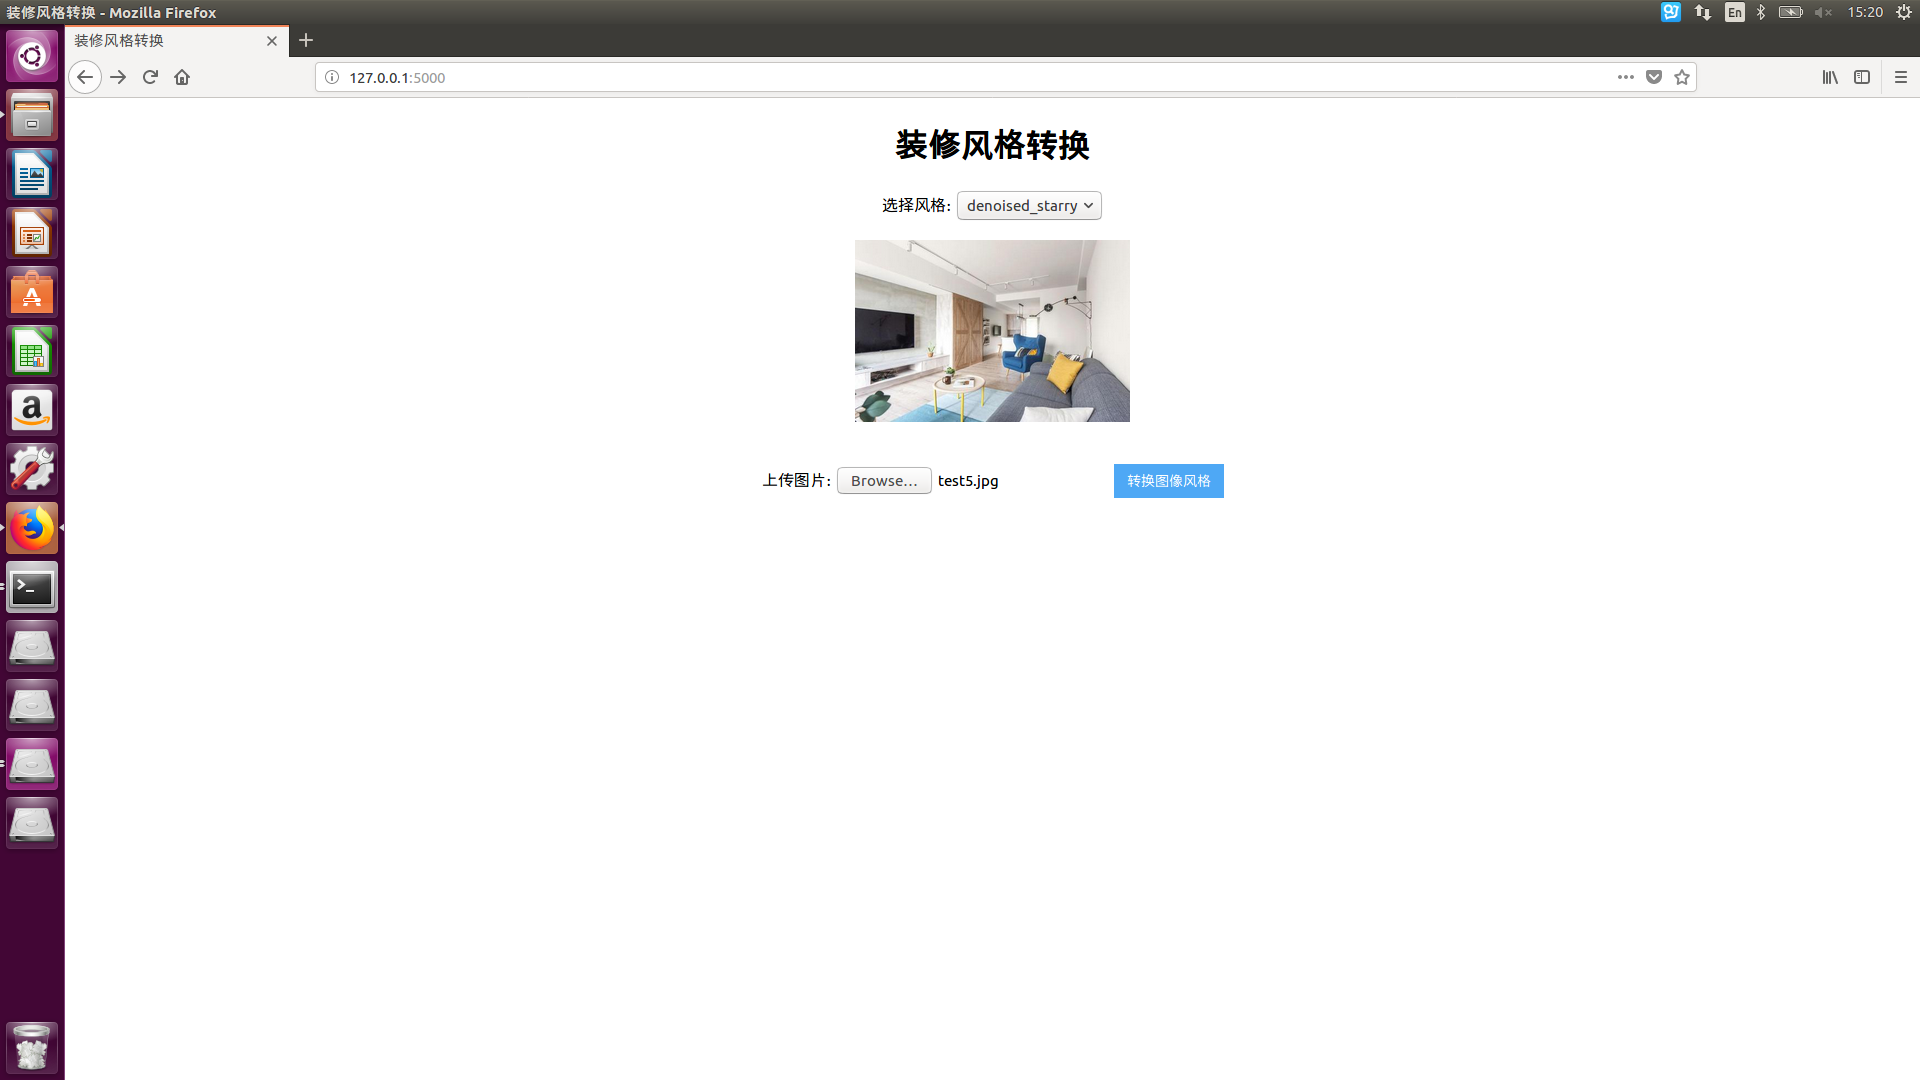 装修风格转换 - Mozilla Firefox
En
15:20
装修风格转换
127.0.0.1:5000
装修风格转换
选择风格: denoised_starry
上传图片: Browse... test5.jpg
转换图像风格